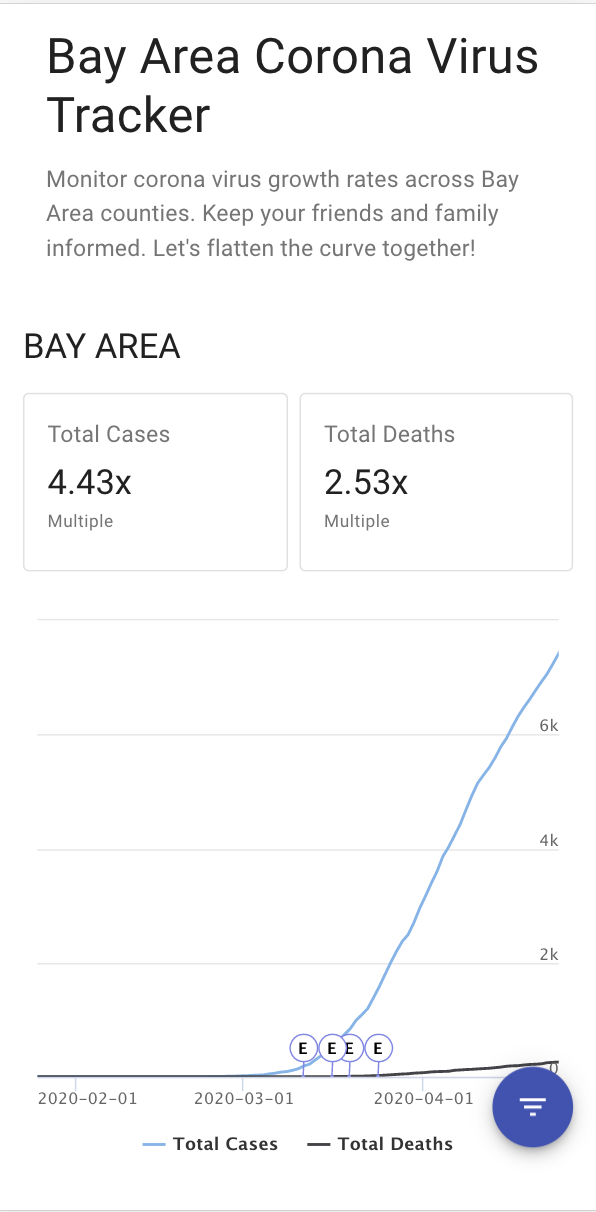 Bay Area Corona Virus
Tracker
Monitor corona virus growth rates across Bay
Area counties. Keep your friends and family
informed. Let's flatten the curve together!
BAY AREA
Total Cases
4.43x
Multiple
Total Deaths
2.53x
Multiple
6k
4k
2k
E E E E
0
2020-02-01 2020-03-01 2020-04-01
Total Cases Total Deaths